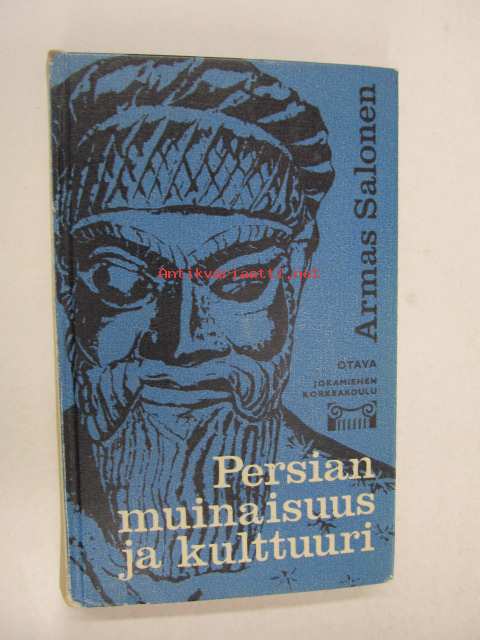 Armas Salonen
Antikvariaatti.net
OTAVA
JOKAMIEHEN
KORKEAKOULU
Persian
muinaisuus
ja kulttuuri